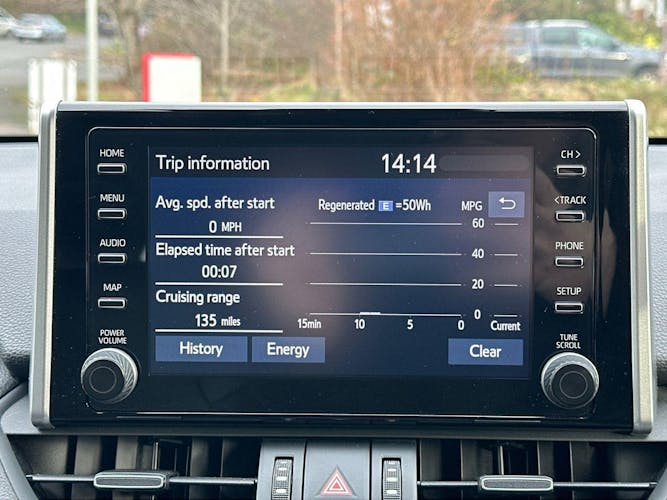 HOME
MENU
AUDIO
MAP
POWER
VOLUME
Trip information 14:14
Avg. spd. after start
0 MPH
Elapsed time after start
00:07
Cruising range
135 miles
Regenerated E =50Wh MPG
60
40
20
0
15min 10 5 0 Current
History Energy Clear
CH >
< TRACK
PHONE
SETUP
TUNE
SCROLL